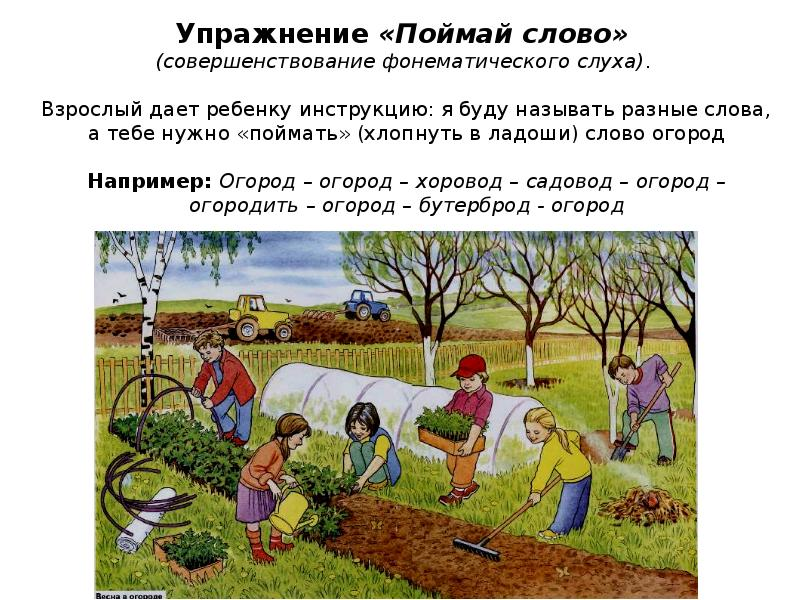 Упражнение «Поймай слово»
(совершенствование фонематического слуха).
Взрослый дает ребенку инструкцию: я буду называть разные слова,
а тебе нужно «поймать» (хлопнуть в ладоши) слово огород
Например: Огород – огород – хоровод – садовод – огород –
огородить – огород – бутерброд - огород
Весна в огороде